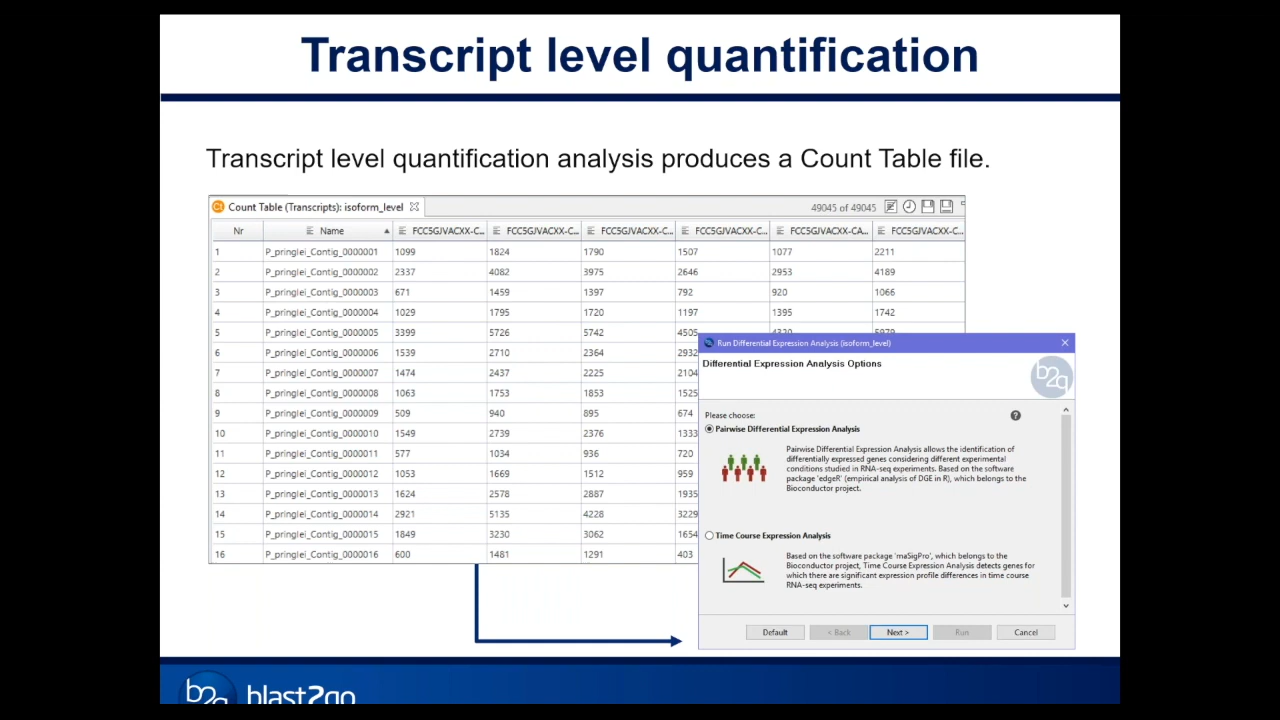 Transcript level quantification
Transcript level quantification analysis produces a Count Table file.
Count Table (Transcripts): isoform_level
49045 of 49045
Nr Name FCC5GJVACXX-C... FCC5GJVACXX-C... FCC5GJVACXX-C... FCC5GJVACXX-C... FCC5GJVACXX-CA... FCC5GJVACXX-C...
1 P_pringlei_Contig_0000001 1099 1824 1790 1507 1077 2211
2 P_pringlei_Contig_0000002 2337 4082 3975 2646 2953 4189
3 P_pringlei_Contig_0000003 671 1459 1397 792 920 1066
4 P_pringlei_Contig_0000004 1029 1795 1720 1197 1395 1742
5 P_pringlei_Contig_0000005 3399 5726 5742 4505
6 P_pringlei_Contig_0000006 1539 2710 2364 2932
7 P_pringlei_Contig_0000007 1474 2437 2225 2104
8 P_pringlei_Contig_0000008 1063 1753 1853 1525
9 P_pringlei_Contig_0000009 509 940 895 674
10 P_pringlei_Contig_0000010 1549 2739 2376 1333
11 P_pringlei_Contig_0000011 577 1034 936 720
12 P_pringlei_Contig_0000012 1053 1669 1512 959
13 P_pringlei_Contig_0000013 1624 2578 2887 1935
14 P_pringlei_Contig_0000014 2921 5135 4228 3229
15 P_pringlei_Contig_0000015 1849 3230 3062 1654
16 P_pringlei_Contig_0000016 600 1481 1291 403
Run Differential Expression Analysis (isoform_level)
Differential Expression Analysis Options
b2g
Please choose:
Pairwise Differential Expression Analysis
Pairwise Differential Expression Analysis allows the identification of
differentially expressed genes considering different experimental
conditions studied in RNA-seq experiments. Based on the software
package 'edgeR' (empirical analysis of DGE in R), which belongs to the
Bioconductor project.
Time Course Expression Analysis
Based on the software package 'maSigPro', which belongs to the
Bioconductor project, Time Course Expression Analysis detects genes for
which there are significant expression profile differences in time course
RNA-seq experiments.
Default < Back Next > Run Cancel
b2g blast2go